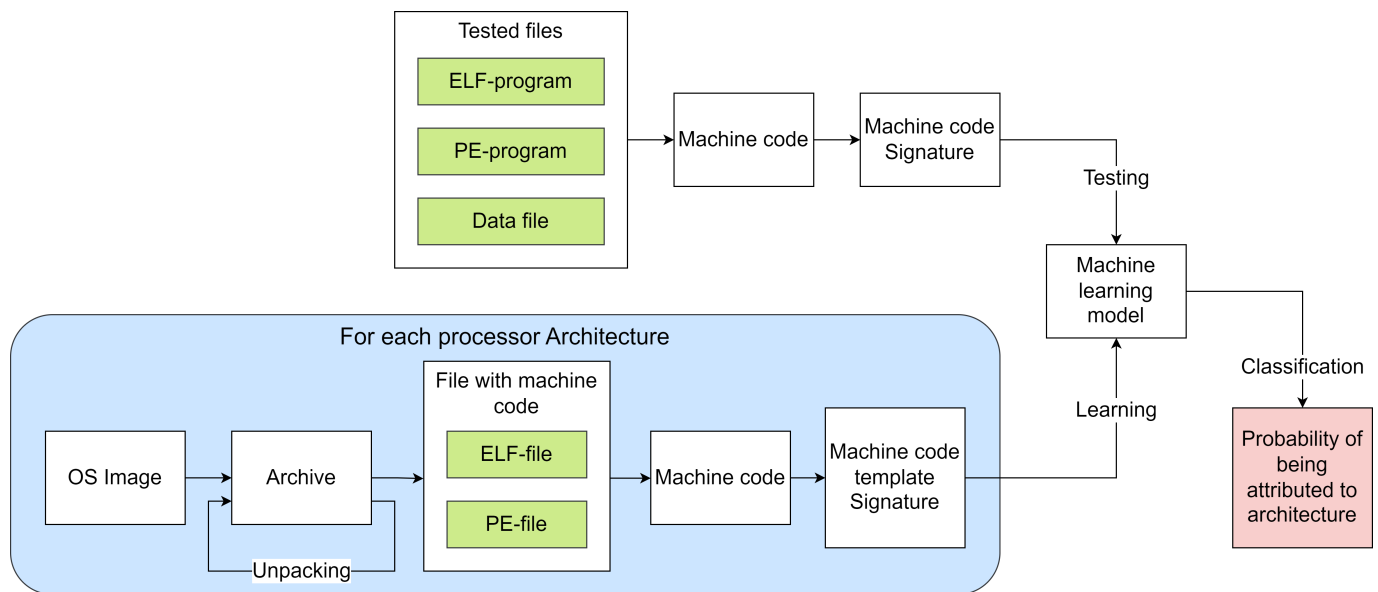 Tested files
ELF-program
PE-program
Data file
Machine code
Machine code
Signature
Testing
Machine
learning
model
Classification
Learning
Probability of
being
attributed to
architecture
For each processor Architecture
OS Image
Archive
Unpacking
File with machine
code
ELF-file
PE-file
Machine code
Machine code
template
Signature